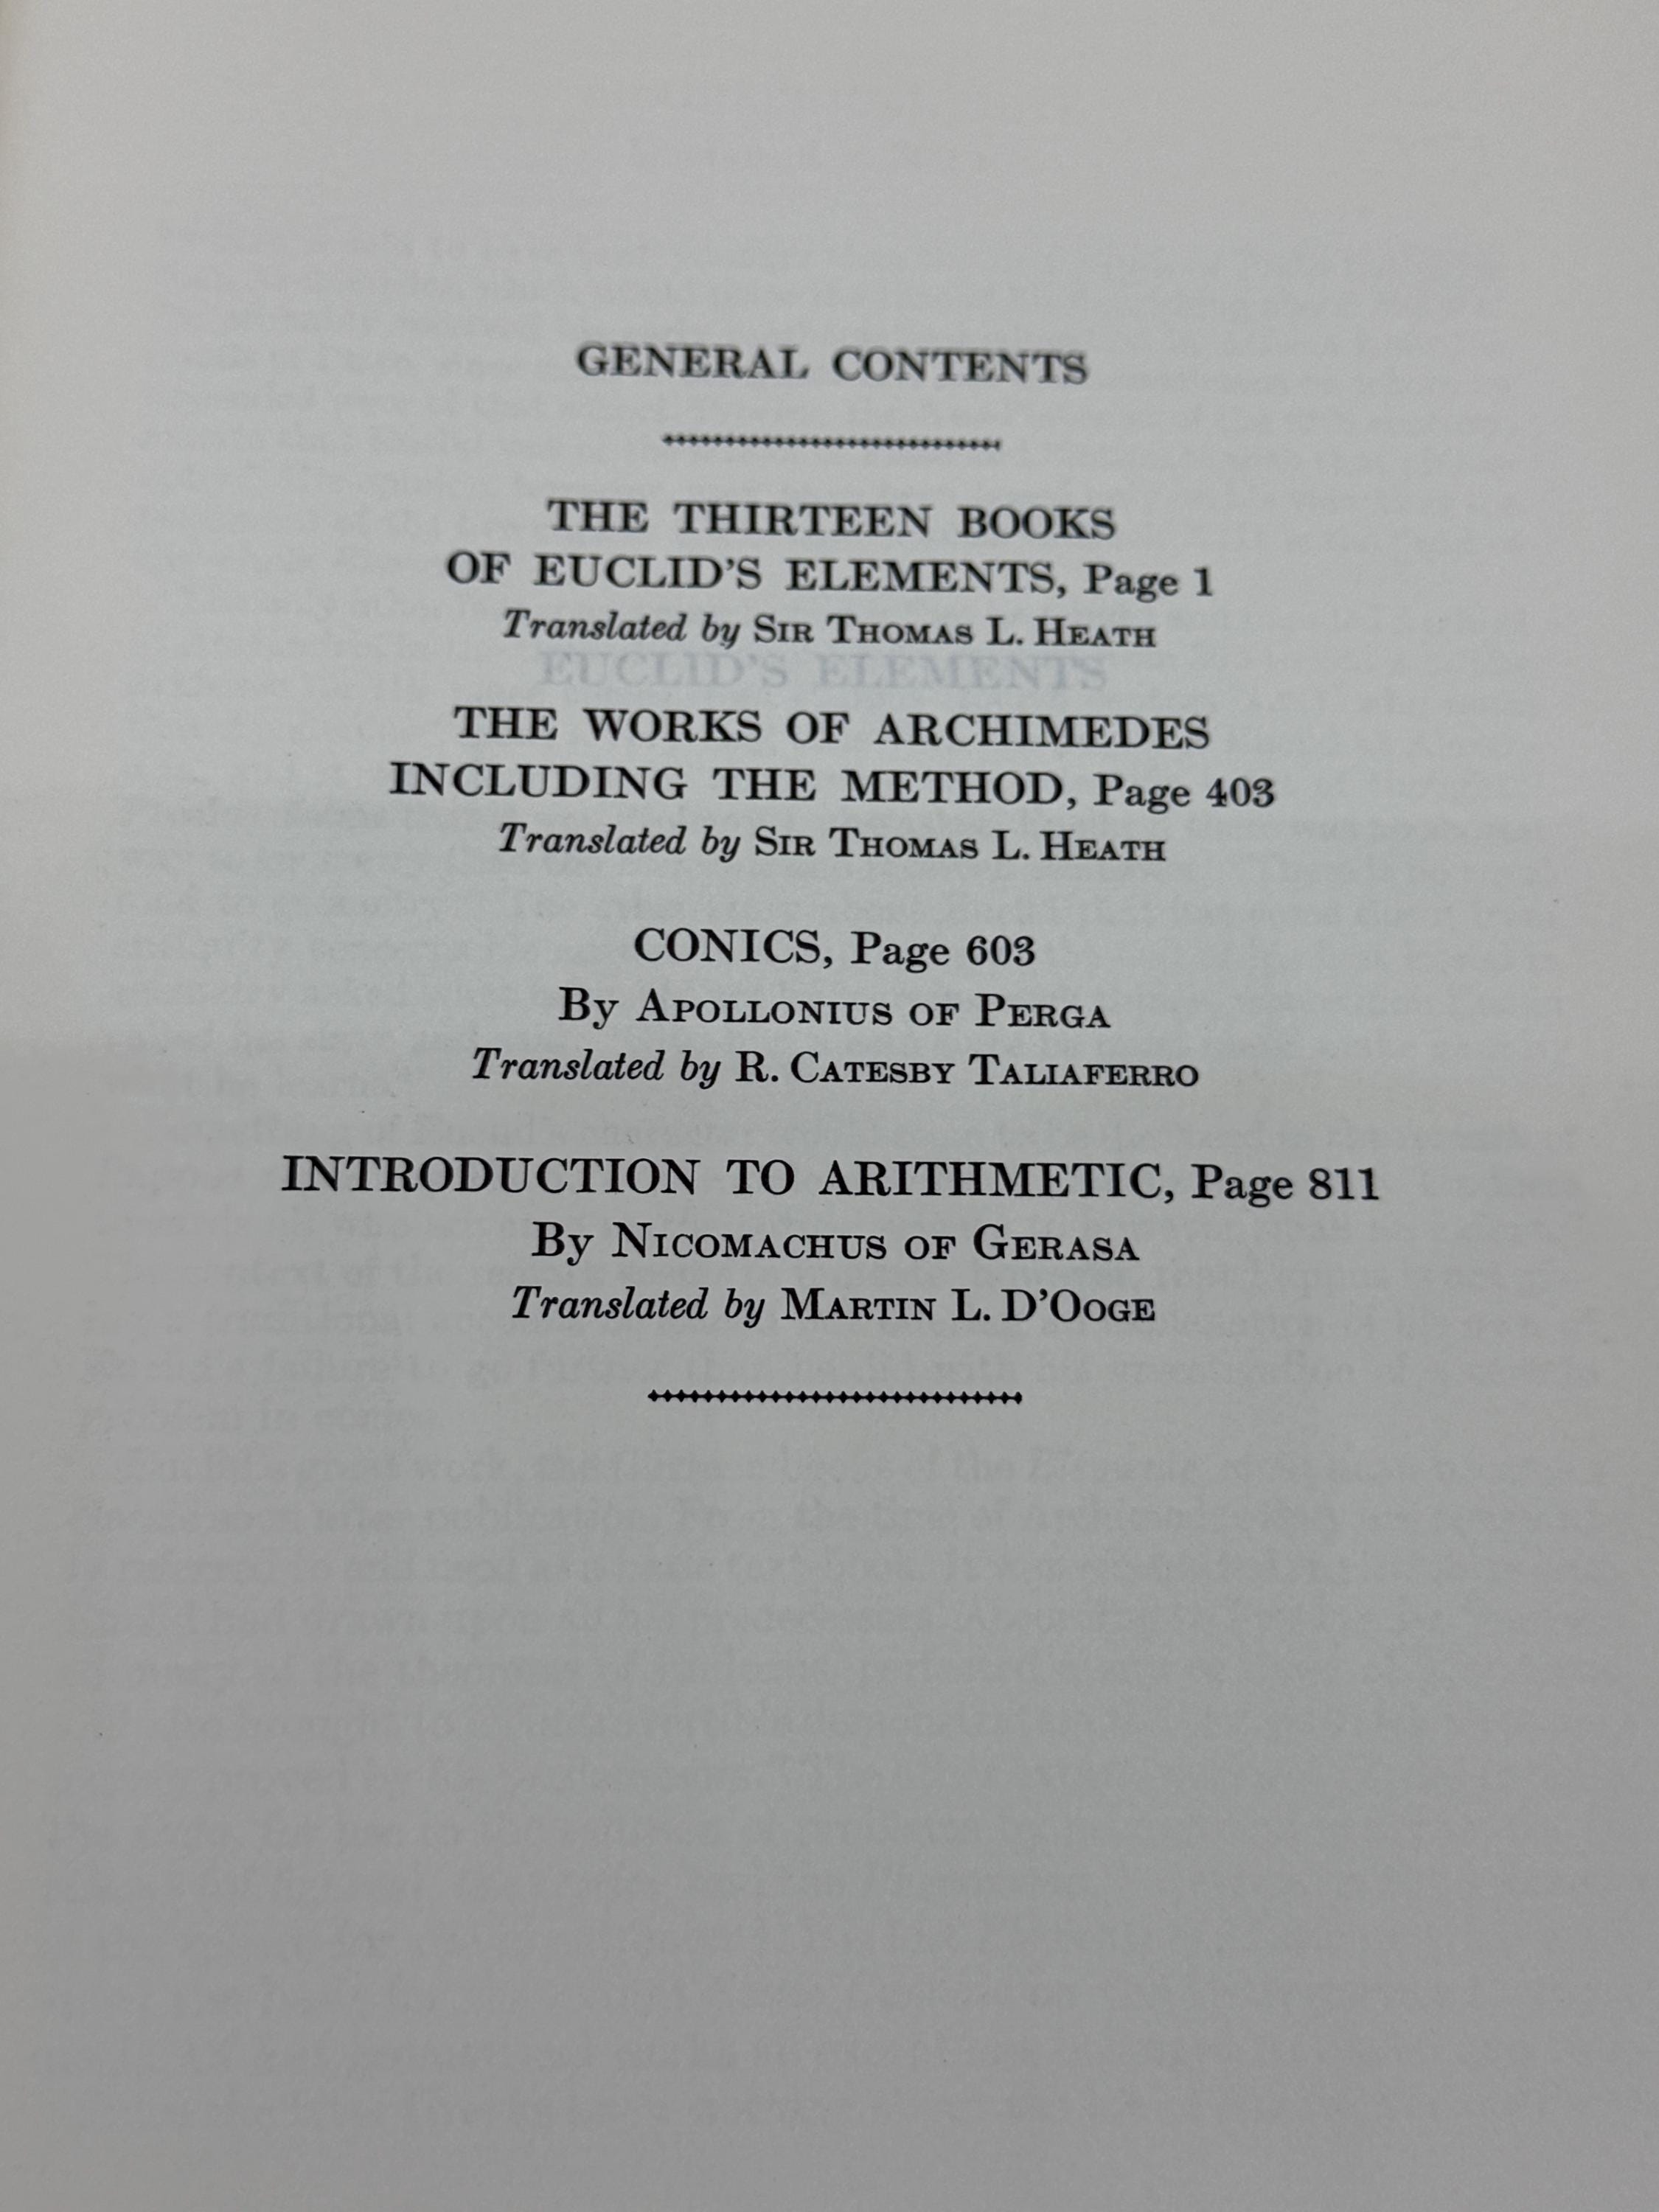 GENERAL CONTENTS
THE THIRTEEN BOOKS
OF EUCLID'S ELEMENTS, Page 1
Translated by SIR THOMAS L. HEATH
EUCLID'S ELEMENTS
THE WORKS OF ARCHIMEDES
INCLUDING THE METHOD, Page 403
Translated by SIR THOMAS L. HEATH
CONICS, Page 603
By APOLLONIUS OF PERGA
Translated by R. CATESBY TALIAFERRO
INTRODUCTION TO ARITHMETIC, Page 811
By NICOMACHUS OF GERASA
Translated by MARTIN L. D'OOGE